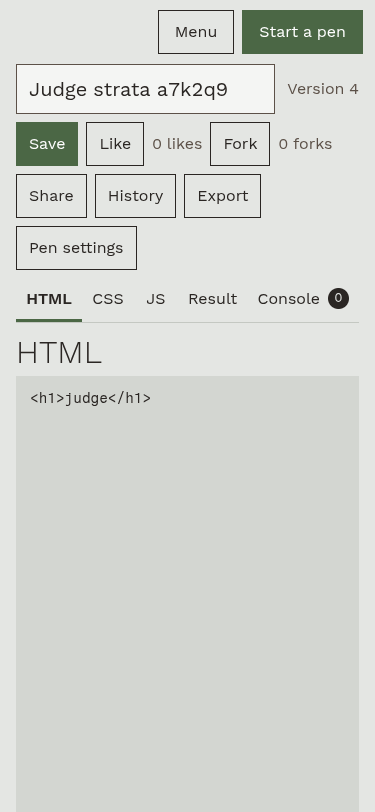 Menu Start a pen
Judge strata a7k2q9 Version 4
Save Like 0 likes Fork 0 forks
Share History Export
Pen settings
HTML CSS JS Result Console 0
HTML
<h1>judge</h1>